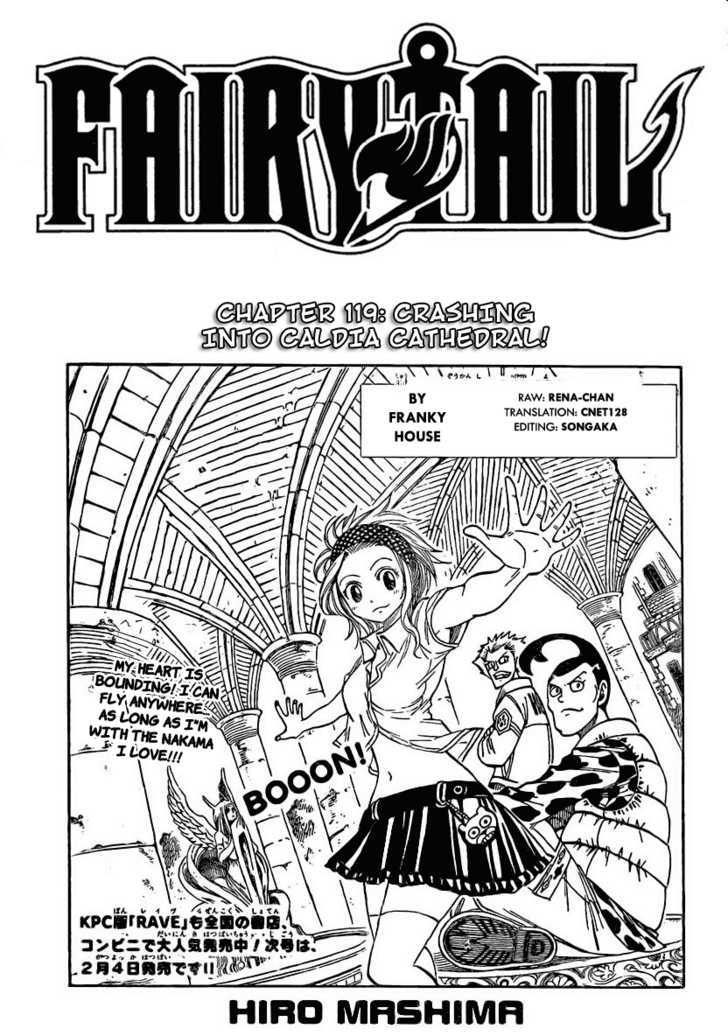 FAIRY TAIL
CHAPTER 119: CRASHING
INTO CALDIA CATHEDRAL!
BY
FRANKY
HOUSE
RAW: RENA-CHAN
TRANSLATION: CNET128
EDITING: SONGAKA
MY HEART IS
BOUNDING! I CAN
FLY ANYWHERE...
AS LONG AS I"M
WITH THE NAKAMA
I LOVE!!!
BOOON!
KPC版「RAVE」も全国の書店、
コンビニで大人気発売中!次号は、
2月4日発売です!!
HIRO MASHIMA